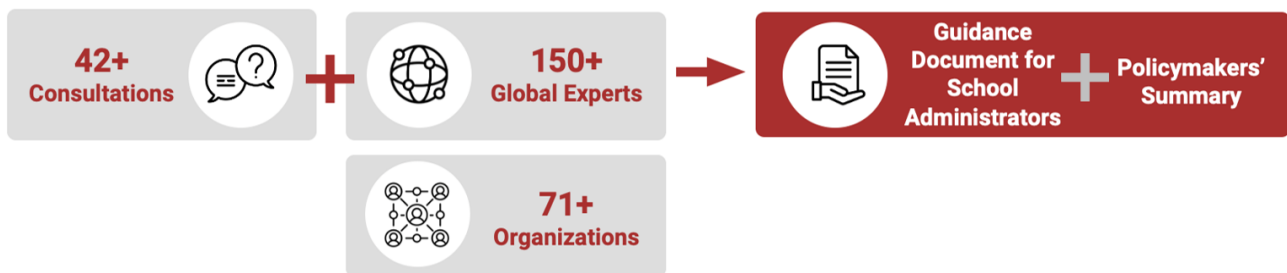 42+
Consultations
150+
Global Experts
Guidance
Document for
School
Administrators
Policymakers'
Summary
71+
Organizations